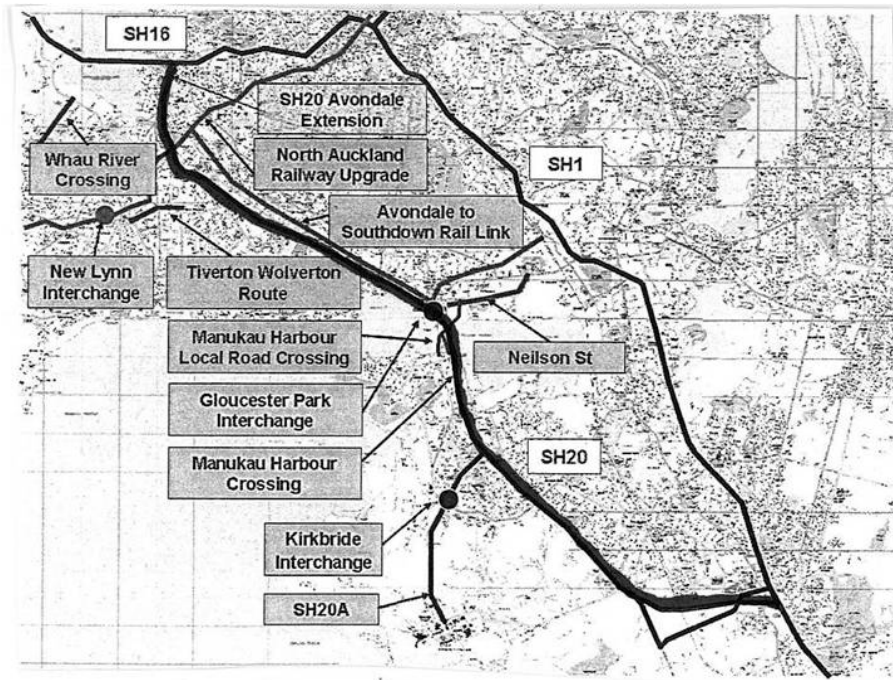 SH16
SH20 Avondale
Extension
Whau River
Crossing
North Auckland
Railway Upgrade
SH1
Avondale to
Southdown Rail Link
New Lynn
Interchange
Tiverton Wolverton
Route
Manukau Harbour
Local Road Crossing
Neilson St
Gloucester Park
Interchange
Manukau Harbour
Crossing
SH20
Kirkbride
Interchange
SH20A